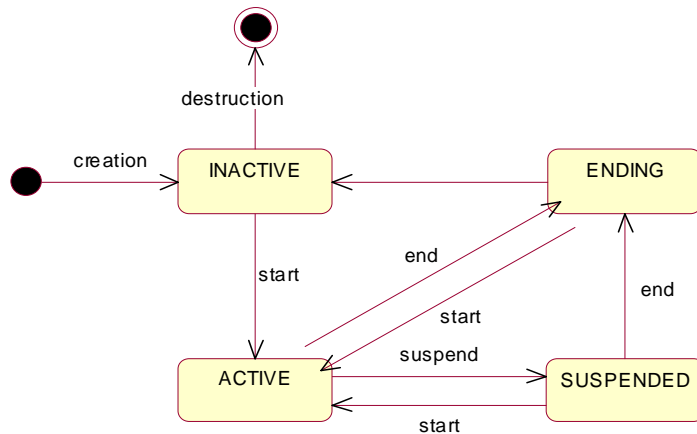 destruction
creation
INACTIVE
ENDING
end
start
end
start
suspend
ACTIVE
SUSPENDED
start